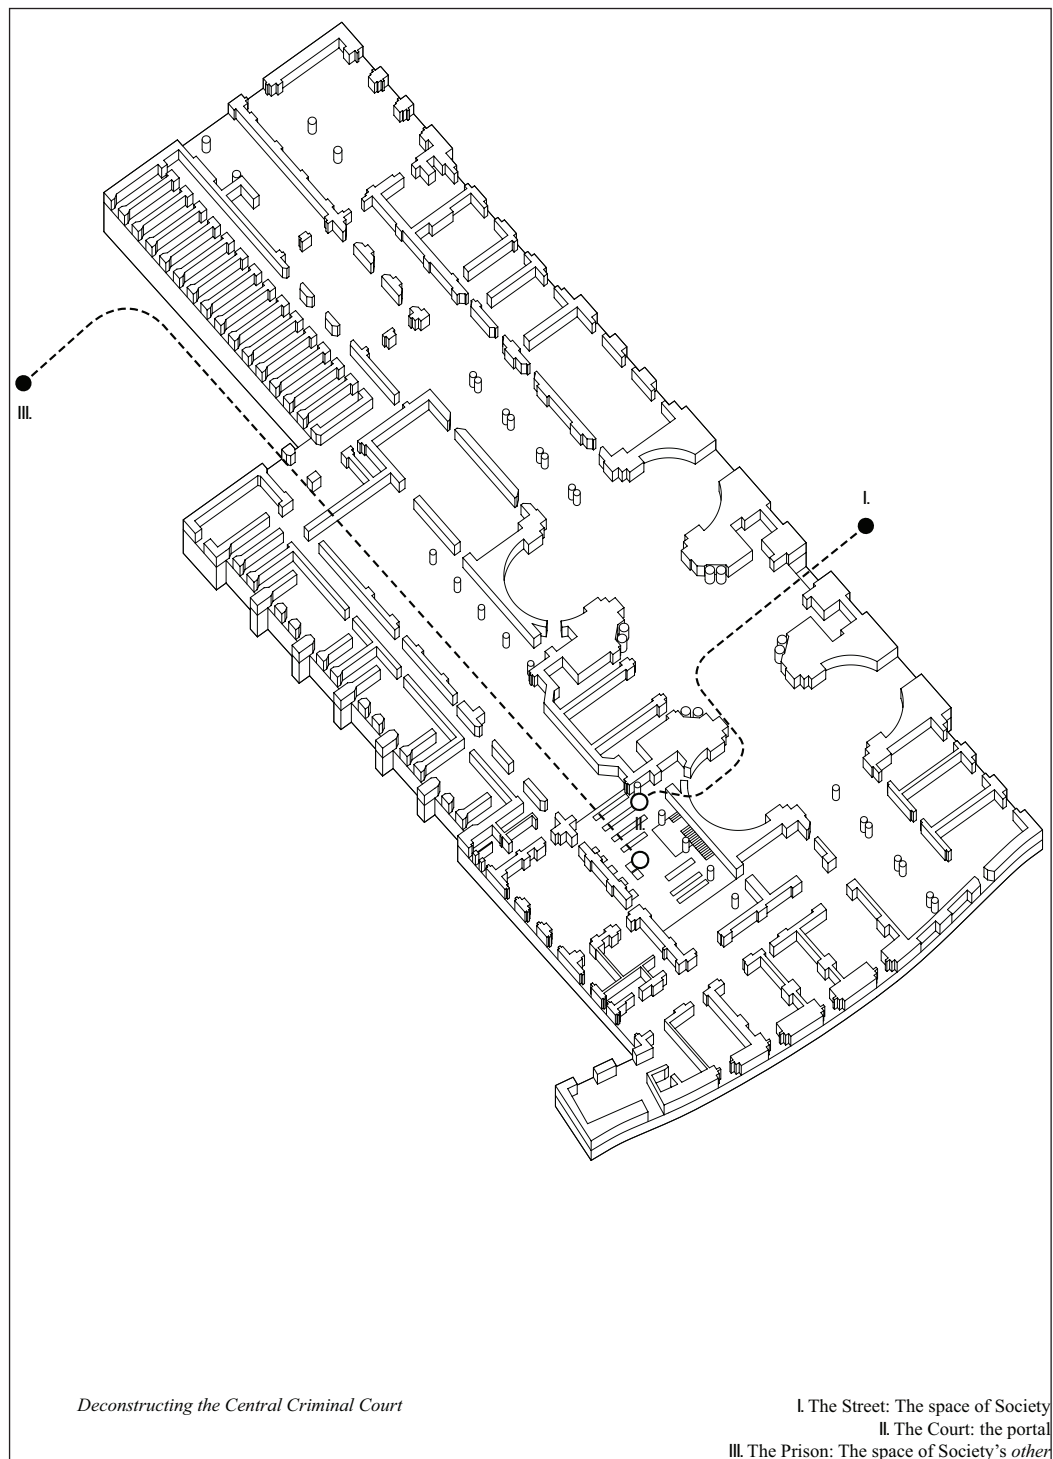 I.
III.
II.
Deconstructing the Central Criminal Court
I. The Street: The space of Society
II. The Court: the portal
III. The Prison: The space of Society's other